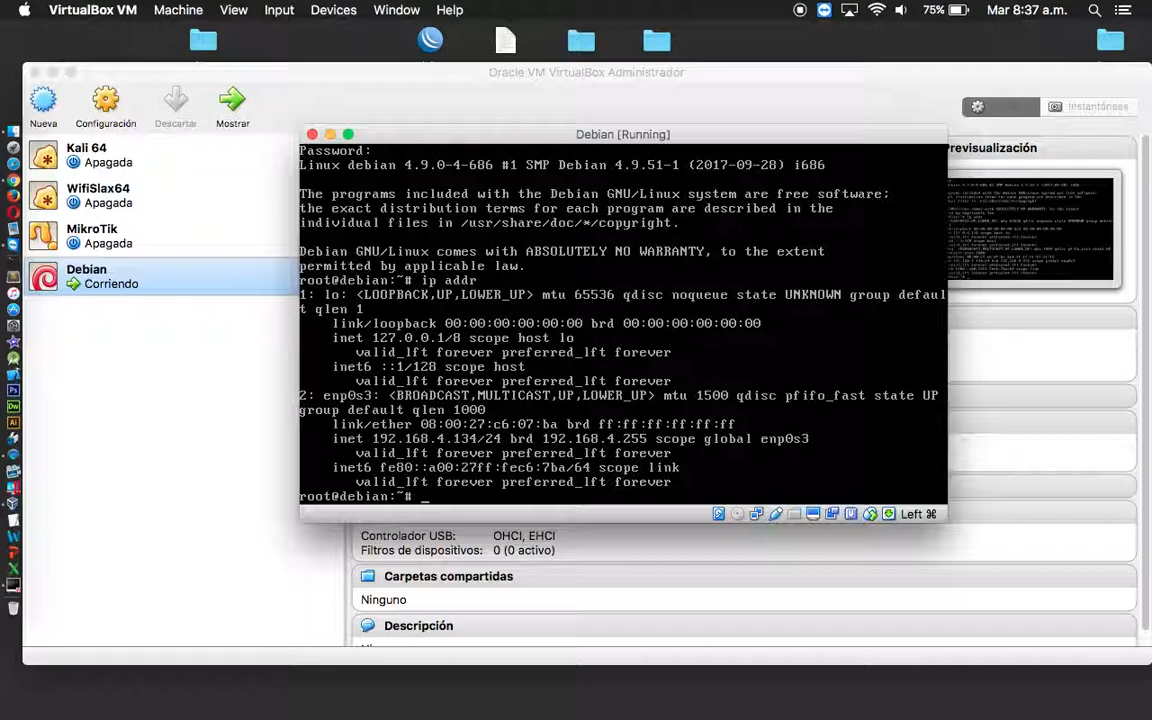 VirtualBox VM Machine View Input Devices Window Help 75% Mar 8:37 a.m.
Oracle VM VirtualBox Administrador
Nueva Configuración Descartar Mostrar
Instantáneas
Kali 64
Apagada
WifiSlax64
Apagada
MikroTik
Apagada
Debian
Corriendo
Previsualización
Debian [Running]
Password:
Linux debian 4.9.0-4-686 #1 SMP Debian 4.9.51-1 (2017-09-28) i686
The programs included with the Debian GNU/Linux system are free software;
the exact distribution terms for each program are described in the
individual files in /usr/share/doc/*/copyright.
Debian GNU/Linux comes with ABSOLUTELY NO WARRANTY, to the extent
permitted by applicable law.
root@debian:~# ip addr
1: lo: <LOOPBACK,UP,LOWER_UP> mtu 65536 qdisc noqueue state UNKNOWN group defaul
t qlen 1
link/loopback 00:00:00:00:00:00 brd 00:00:00:00:00:00
inet 127.0.0.1/8 scope host lo
valid_lft forever preferred_lft forever
inet6 ::1/128 scope host
valid_lft forever preferred_lft forever
2: enp0s3: <BROADCAST,MULTICAST,UP,LOWER_UP> mtu 1500 qdisc pfifo_fast state UP
group default qlen 1000
link/ether 08:00:27:c6:07:ba brd ff:ff:ff:ff:ff:ff
inet 192.168.4.134/24 brd 192.168.4.255 scope global enp0s3
valid_lft forever preferred_lft forever
inet6 fe80::a00:27ff:fec6:7ba/64 scope link
valid_lft forever preferred_lft forever
root@debian:~# _
Left ⌘
Controlador USB: OHCI, EHCI
Filtros de dispositivos: 0 (0 activo)
Carpetas compartidas
Ninguno
Descripción